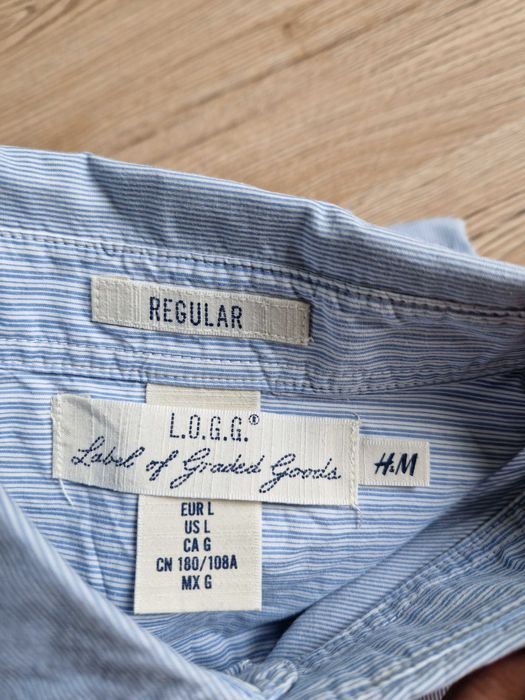 REGULAR
L.O.G.G.®
Label of Graded Goods
H&M
EUR L
US L
CA G
CN 180/108A
MX G